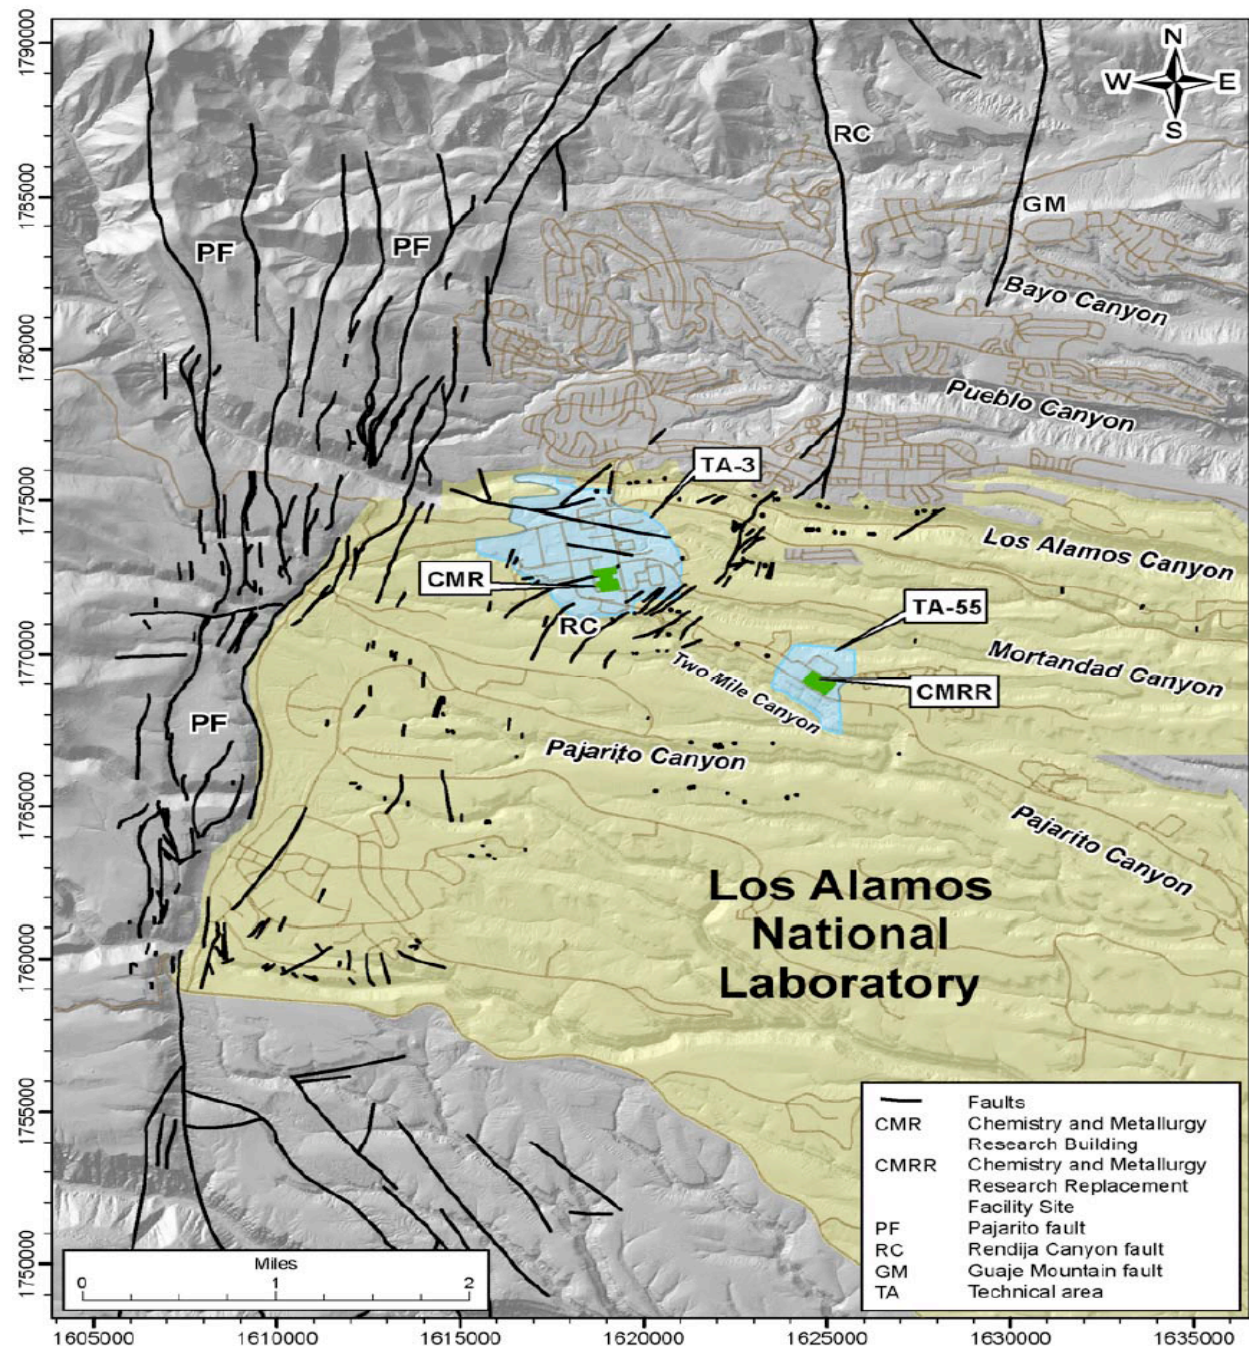 1790000
1785000
1780000
1775000
1770000
1765000
1760000
1755000
1750000
N
W E
S
RC
GM
PF
PF
Bayo Canyon
Pueblo Canyon
TA-3
Los Alamos Canyon
CMR
TA-55
RC
Mortandad Canyon
Two Mile Canyon
CMRR
PF
Pajarito Canyon
Pajarito Canyon
Los Alamos
National
Laboratory
Faults
CMR Chemistry and Metallurgy
Research Building
CMRR Chemistry and Metallurgy
Research Replacement
Facility Site
PF Pajarito fault
RC Rendija Canyon fault
GM Guaje Mountain fault
TA Technical area
Miles
0 1 2
1605000 1610000 1615000 1620000 1625000 1630000 1635000